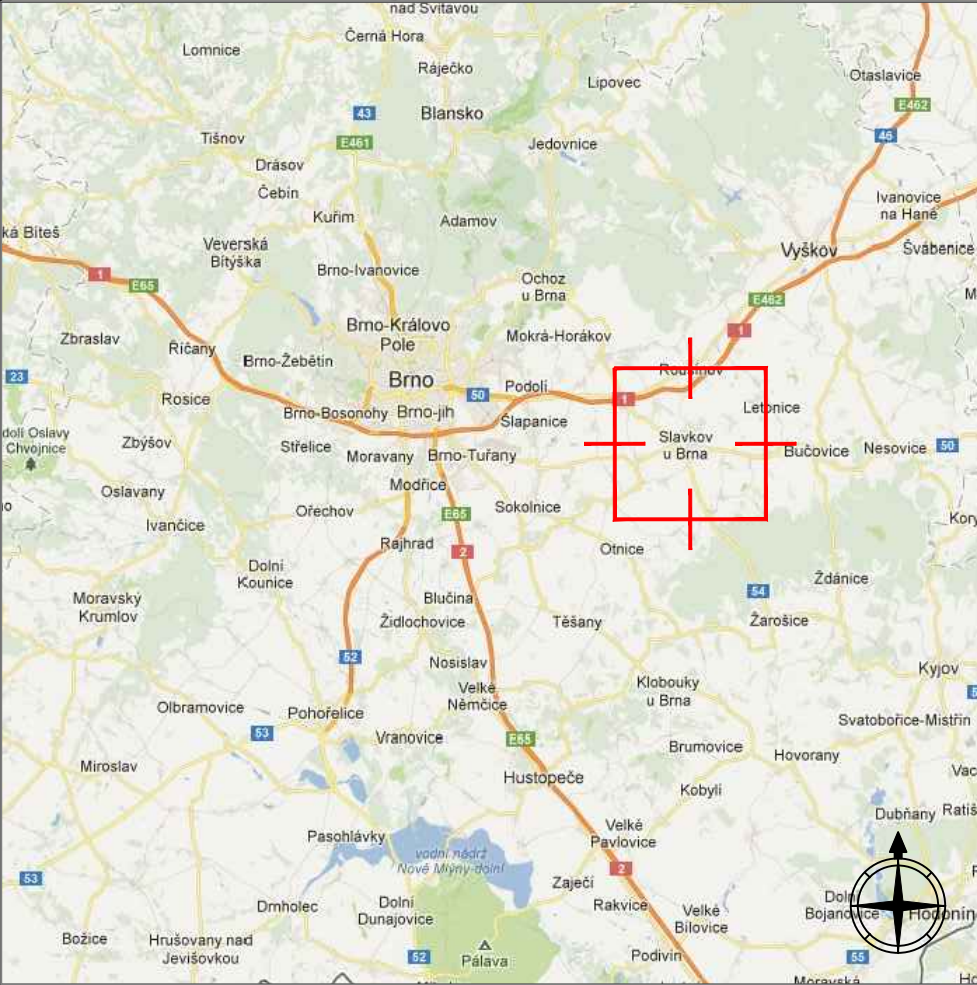 nad Svitavou
Černá Hora
Lomnice
Ráječko
Otaslavice
Lipovec
E462
43
Blansko
46
Tišnov
E461
Jedovnice
Drásov
Čebín
Ivanovice
na Hané
Kuřim
Adamov
ká Bíteš
Veverská
Bítýška
Vyškov
Švábenice
1
E65
Brno-Ivanovice
Ochoz
u Brna
E462
Brno-Královo
Pole
Mokrá-Horákov
1
Zbraslav
Říčany
Brno-Žebětín
Rousínov
23
Brno
50
Podolí
Rosice
1
Letonice
Brno-Bosonohy
Brno-jih
Šlapanice
dolí Oslavy
Chvojnice
Zbýšov
Střelice
Moravany
Brno-Tuřany
Slavkov
u Brna
Bučovice
Nesovice
50
Modřice
Oslavany
Ivančice
Ořechov
E65
Sokolnice
Rajhrad
2
Otnice
Dolní
Kounice
Ždánice
Moravský
Krumlov
Blučina
54
Židlochovice
Těšany
Žarošice
52
Nosislav
Kyjov
Velké
Němčice
Klobouky
u Brna
Olbramovice
Pohořelice
53
Vranovice
E65
Svatobořice-Mistřín
Brumovice
Hovorany
Miroslav
Hustopeče
Kobylí
Dubňany
Pasohlávky
Velké
Pavlovice
vodní nádrž
Nové Mlýny-dolní
2
53
Zaječí
Drnholec
Dolní
Dunajovice
Rakvice
Velké
Bílovice
Dolní
Bojanovice
Hodonín
Božice
Hrušovany nad
Jevišovkou
52
Pálava
Podivín
55
Moravská